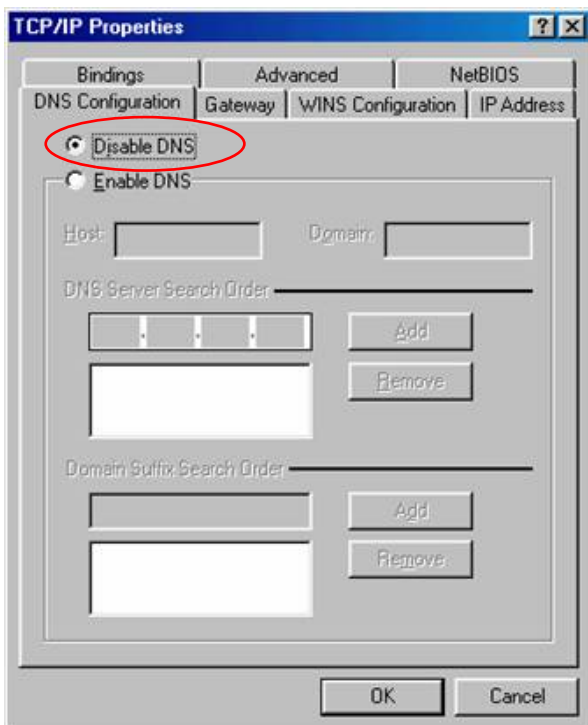 TCP/IP Properties
Bindings
Advanced
NetBIOS
DNS Configuration
Gateway
WINS Configuration
IP Address
Disable DNS
Enable DNS
Host:
Domain:
DNS Server Search Order
. . .
Add
Remove
Domain Suffix Search Order
Add
Remove
OK
Cancel